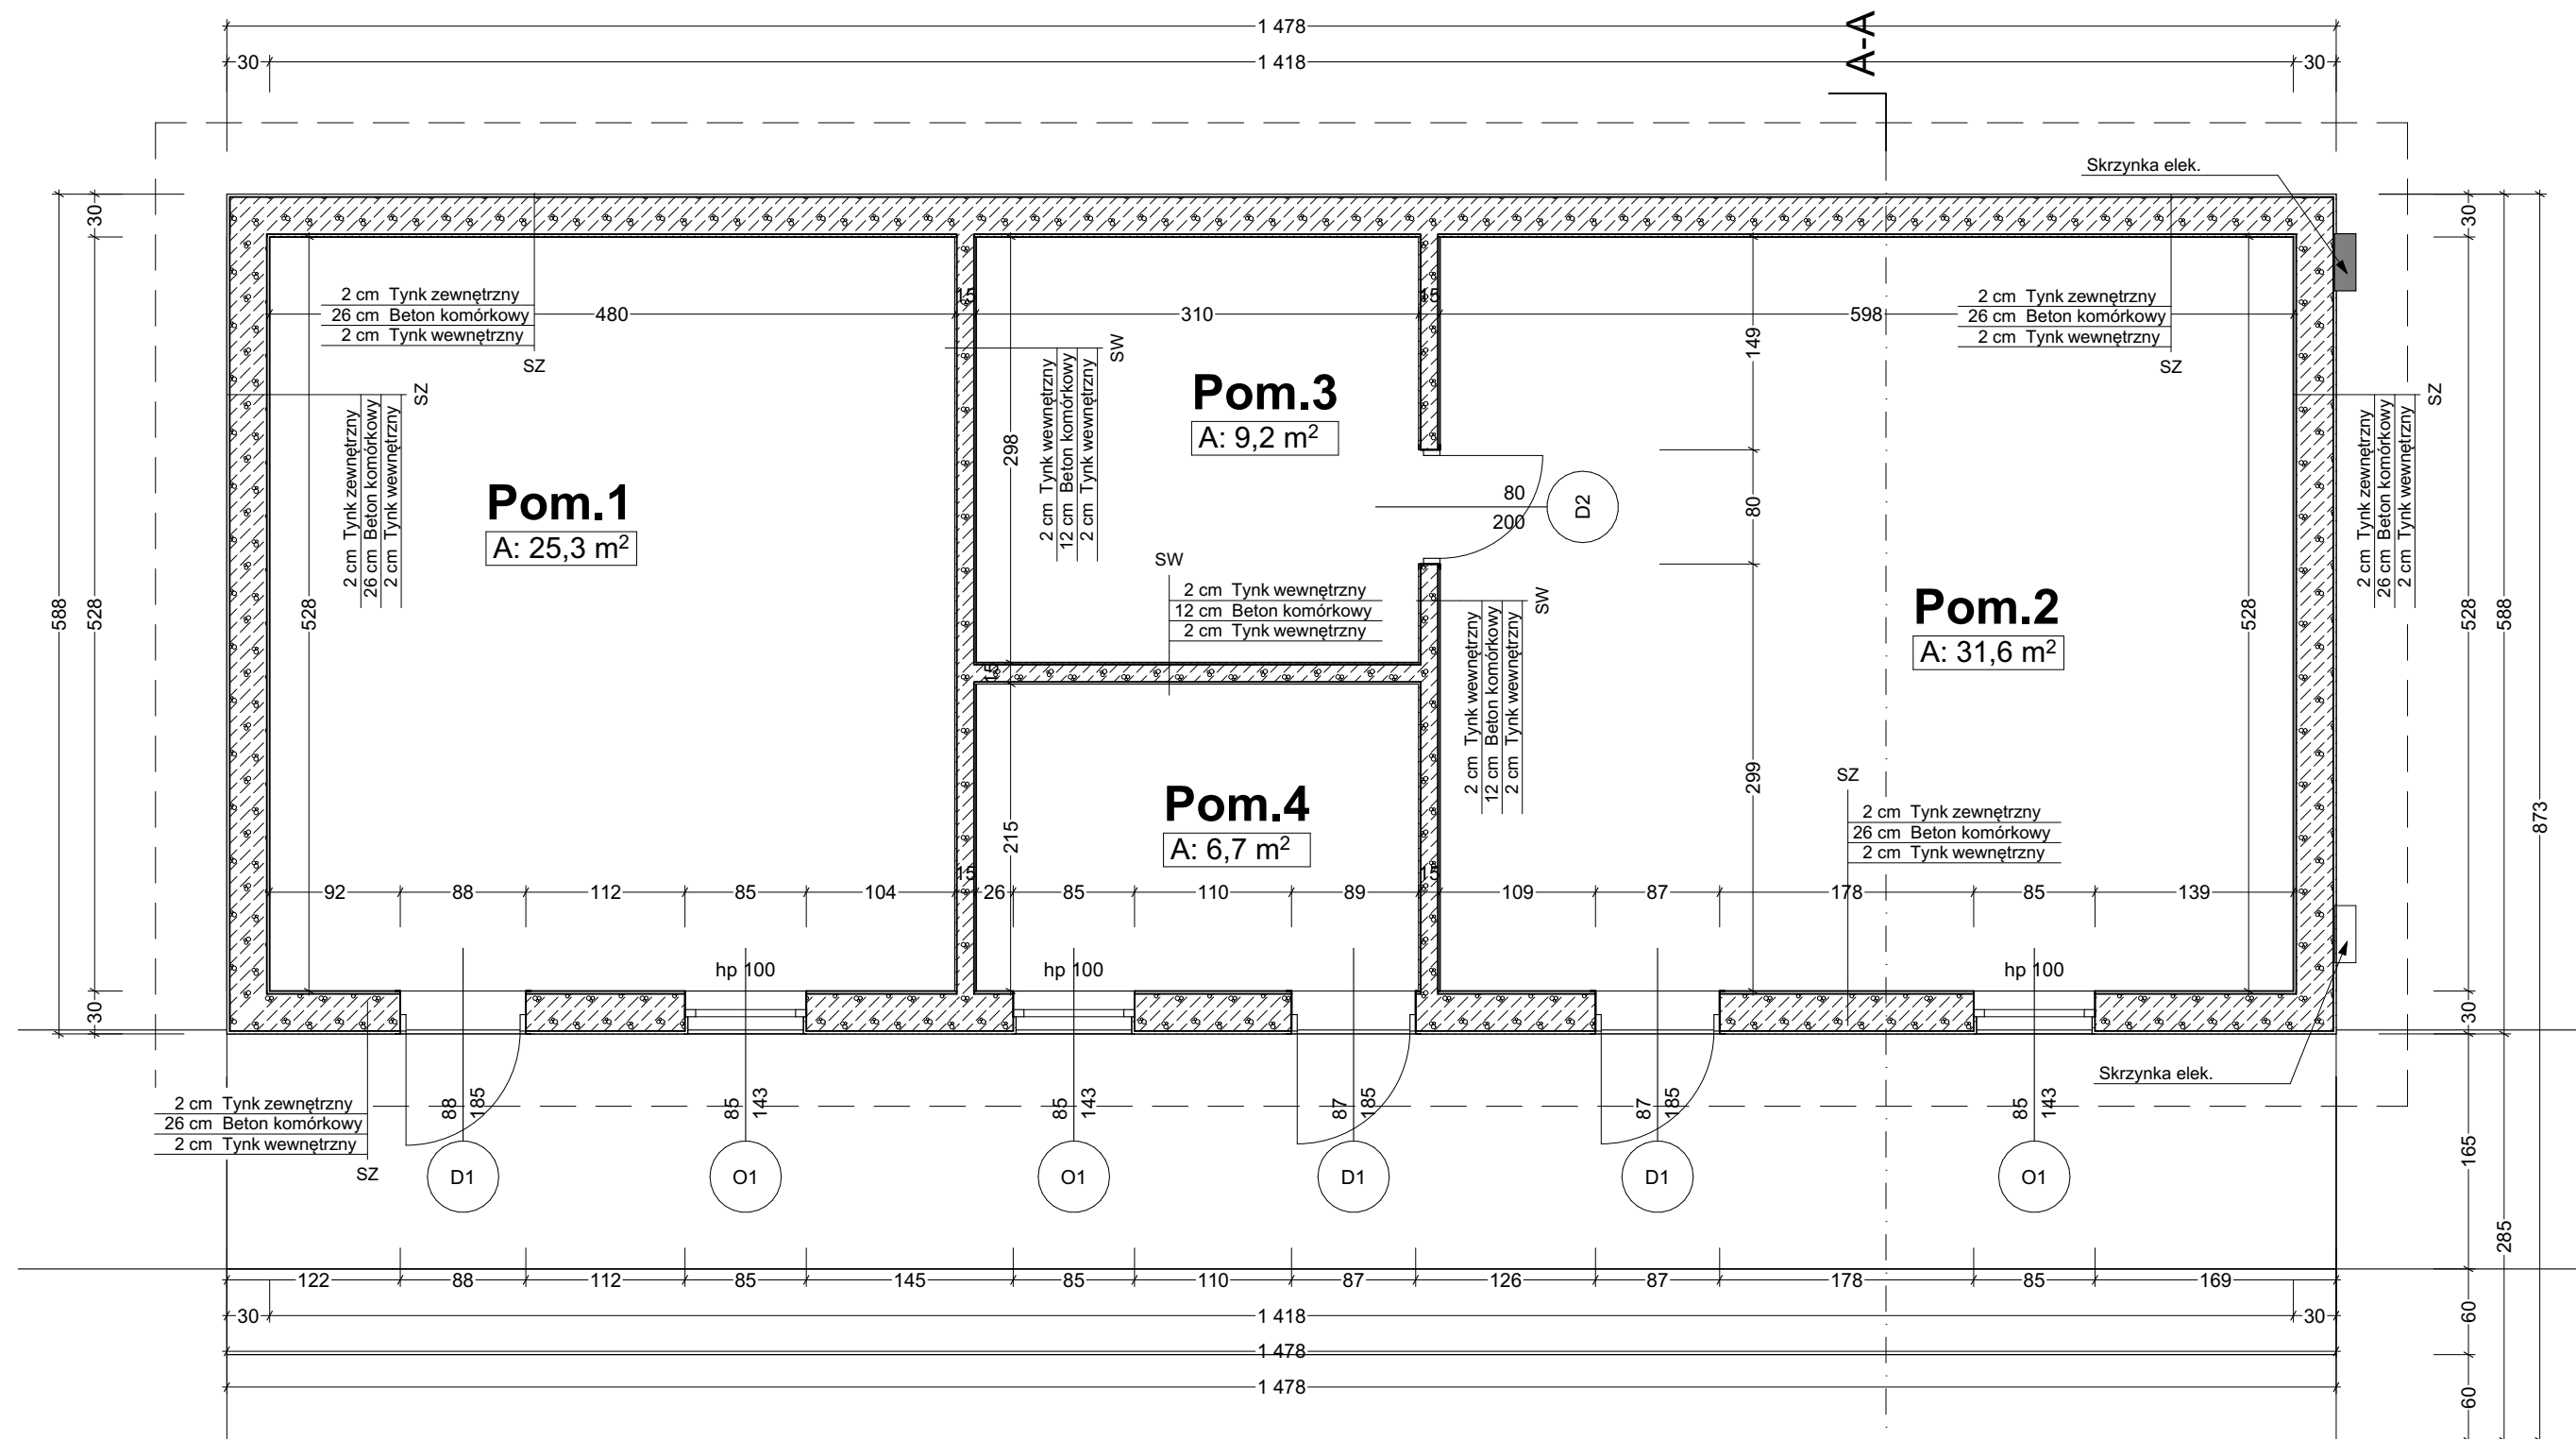 1 478
A-A
30
1 418
30
Skrzynka elek.
588
30
528
30
30
528
30
588
873
2 cm Tynk zewnętrzny
26 cm Beton komórkowy
2 cm Tynk wewnętrzny
SZ
480
15
310
15
598
2 cm Tynk zewnętrzny
26 cm Beton komórkowy
2 cm Tynk wewnętrzny
SZ
2 cm Tynk zewnętrzny
26 cm Beton komórkowy
2 cm Tynk wewnętrzny
SZ
2 cm Tynk wewnętrzny
12 cm Beton komórkowy
2 cm Tynk wewnętrzny
SW
149
80
299
2 cm Tynk zewnętrzny
26 cm Beton komórkowy
2 cm Tynk wewnętrzny
SZ
Pom.3
A: 9,2 m²
298
Pom.1
A: 25,3 m²
528
80
200
D2
SW
2 cm Tynk wewnętrzny
12 cm Beton komórkowy
2 cm Tynk wewnętrzny
2 cm Tynk wewnętrzny
12 cm Beton komórkowy
2 cm Tynk wewnętrzny
SW
Pom.2
A: 31,6 m²
528
15
Pom.4
A: 6,7 m²
215
SZ
2 cm Tynk zewnętrzny
26 cm Beton komórkowy
2 cm Tynk wewnętrzny
92
88
112
85
104
15
26
85
110
89
15
109
87
178
85
139
hp 100
hp 100
hp 100
Skrzynka elek.
2 cm Tynk zewnętrzny
26 cm Beton komórkowy
2 cm Tynk wewnętrzny
SZ
88
185
85
143
85
143
87
185
87
185
85
143
D1
O1
O1
D1
D1
O1
165
285
122
88
112
85
145
85
110
87
126
87
178
85
169
30
1 418
30
60
1 478
1 478
60